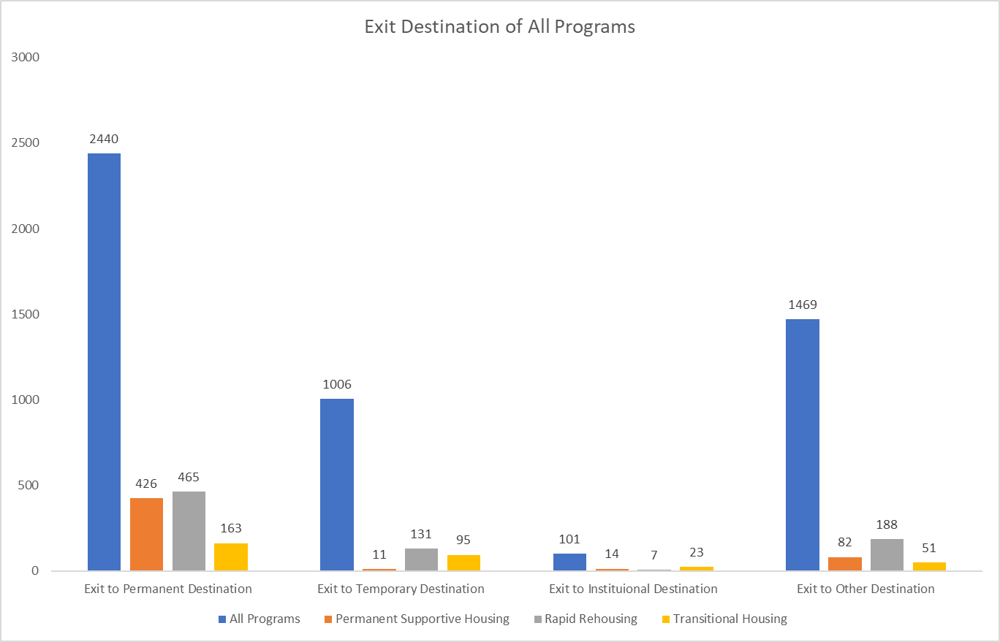 Exit Destination of All Programs
3000
2500
2000
1500
1000
500
0
2440
426
465
163
1006
11
131
95
101
14
7
23
1469
82
188
51
Exit to Permanent Destination
Exit to Temporary Destination
Exit to Instituional Destination
Exit to Other Destination
All Programs
Permanent Supportive Housing
Rapid Rehousing
Transitional Housing